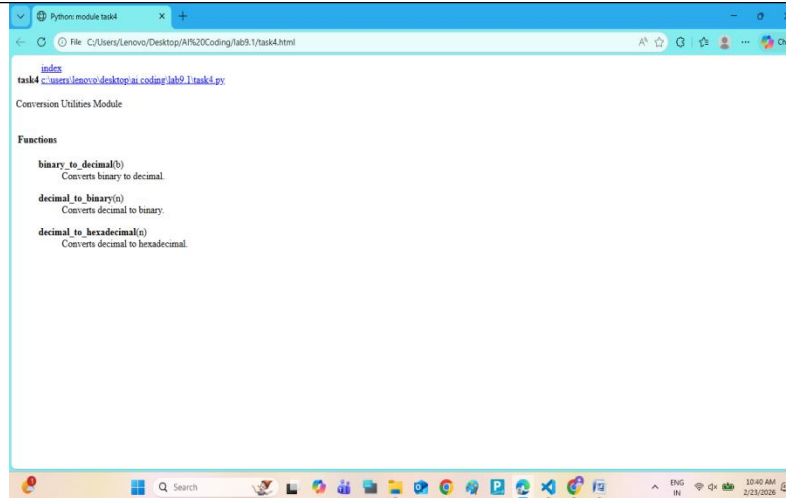 Python: module task4
File C:/Users/Lenovo/Desktop/AI%20Coding/lab9.1/task4.html
index
task4 c:\users\lenovo\desktop\ai coding\lab9.1\task4.py
Conversion Utilities Module
Functions
binary_to_decimal(b)
Converts binary to decimal.
decimal_to_binary(n)
Converts decimal to binary.
decimal_to_hexadecimal(n)
Converts decimal to hexadecimal.
Search
ENG
IN
10:40 AM
2/23/2026